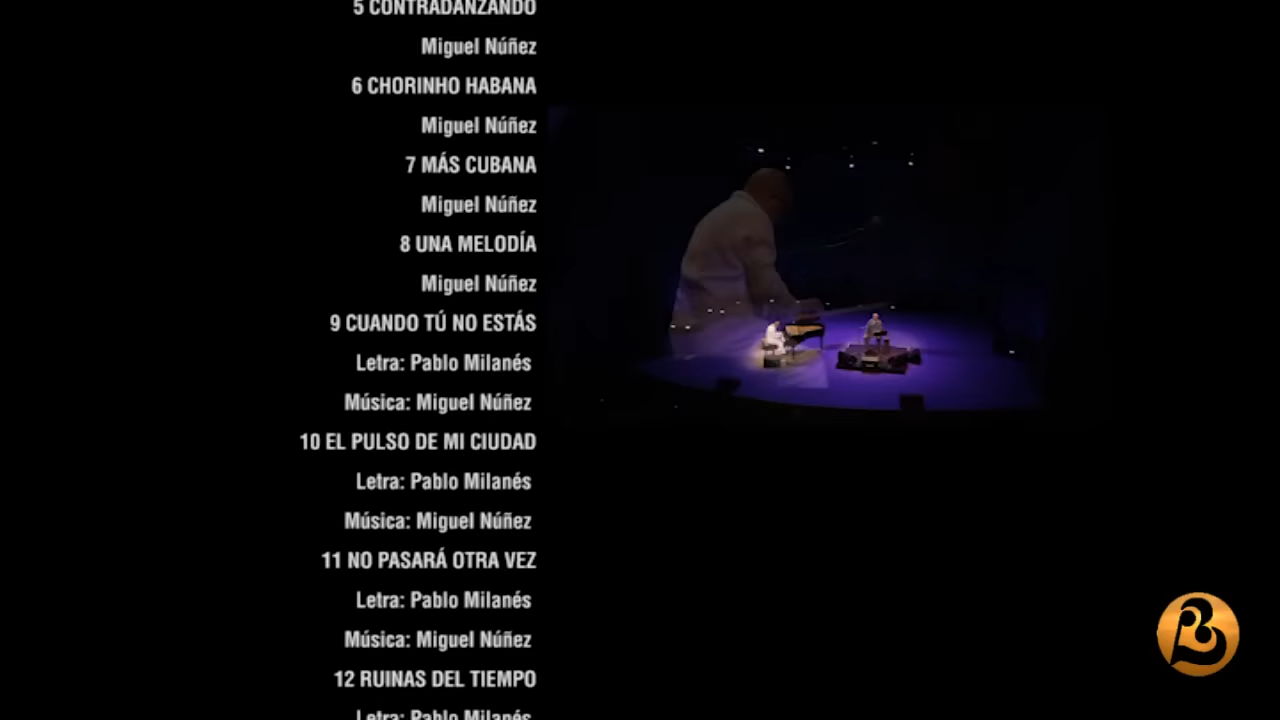 5 CONTRADANZANDO
Miguel Núñez
6 CHORINHO HABANA
Miguel Núñez
7 MÁS CUBANA
Miguel Núñez
8 UNA MELODÍA
Miguel Núñez
9 CUANDO TÚ NO ESTÁS
Letra: Pablo Milanés
Música: Miguel Núñez
10 EL PULSO DE MI CIUDAD
Letra: Pablo Milanés
Música: Miguel Núñez
11 NO PASARÁ OTRA VEZ
Letra: Pablo Milanés
Música: Miguel Núñez
12 RUINAS DEL TIEMPO
Letra: Pablo Milanés